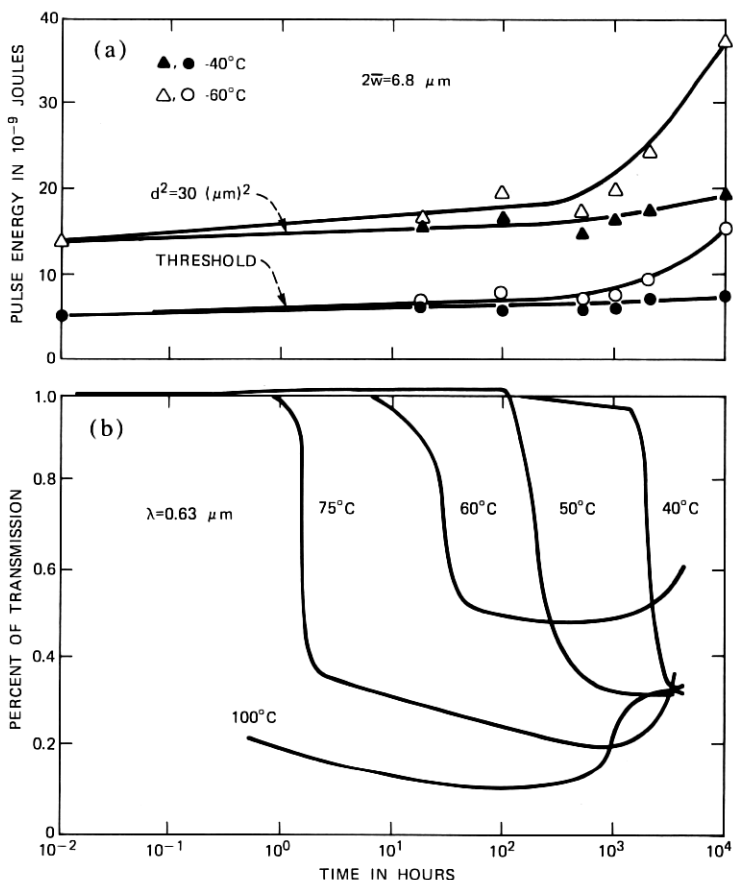 (a)
▲, ● -40°C
△, ○ -60°C
2w̅=6.8 μm
d²=30 (μm)²
THRESHOLD
PULSE ENERGY IN 10⁻⁹ JOULES
40
30
20
10
0
(b)
λ=0.63 μm
75°C
60°C
50°C
40°C
100°C
PERCENT OF TRANSMISSION
1.0
0.8
0.6
0.4
0.2
0
10⁻² 10⁻¹ 10⁰ 10¹ 10² 10³ 10⁴
TIME IN HOURS